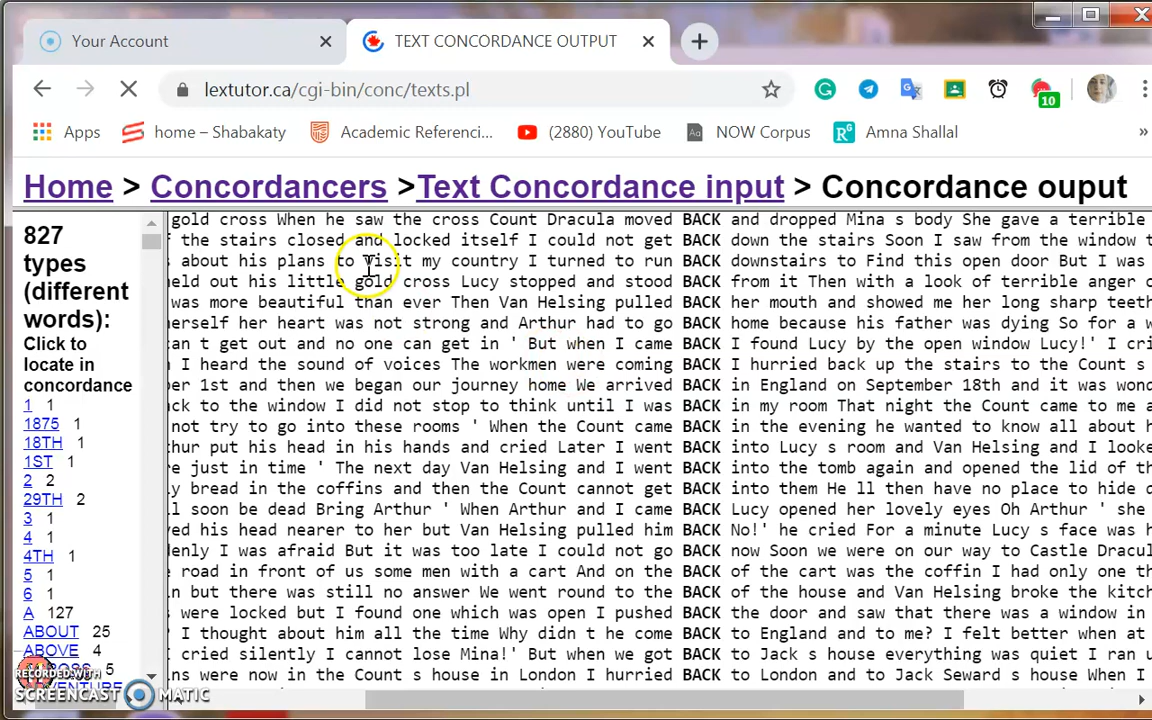 Your Account
TEXT CONCORDANCE OUTPUT
lextutor.ca/cgi-bin/conc/texts.pl
10
Apps
home – Shabakaty
Academic Referenci...
(2880) YouTube
NOW Corpus
Amna Shallal
Home > Concordancers >Text Concordance input > Concordance ouput
827
types
(different
words):
Click to
locate in
concordance
1 1
1875 1
18TH 1
1ST 1
2 2
29TH 2
3 1
4 1
4TH 1
5 1
6 1
A 127
ABOUT 25
ABOVE 4
5
gold cross When he saw the cross Count Dracula moved BACK and dropped Mina s body She gave a terrible
f the stairs closed and locked itself I could not get BACK down the stairs Soon I saw from the window t
s about his plans to visit my country I turned to run BACK downstairs to Find this open door But I was
held out his little gold cross Lucy stopped and stood BACK from it Then with a look of terrible anger c
was more beautiful than ever Then Van Helsing pulled BACK her mouth and showed me her long sharp teeth
herself her heart was not strong and Arthur had to go BACK home because his father was dying So for a w
can t get out and no one can get in ' But when I came BACK I found Lucy by the open window Lucy!' I cri
I heard the sound of voices The workmen were coming BACK I hurried back up the stairs to the Count s
er 1st and then we began our journey home We arrived BACK in England on September 18th and it was wond
ck to the window I did not stop to think until I was BACK in my room That night the Count came to me a
not try to go into these rooms ' When the Count came BACK in the evening he wanted to know all about h
thur put his head in his hands and cried Later I went BACK into Lucy s room and Van Helsing and I looke
re just in time ' The next day Van Helsing and I went BACK into the tomb again and opened the lid of th
y bread in the coffins and then the Count cannot get BACK into them He ll then have no place to hide
ll soon be dead Bring Arthur ' When Arthur and I came BACK Lucy opened her lovely eyes Oh Arthur ' she
ved his head nearer to her but Van Helsing pulled him BACK No!' he cried For a minute Lucy s face was h
denly I was afraid But it was too late I could not go BACK now Soon we were on our way to Castle Dracul
e road in front of us some men with a cart And on the BACK of the cart was the coffin I had only one th
n but there was still no answer We went round to the BACK of the house and Van Helsing broke the kitch
s were locked but I found one which was open I pushed BACK the door and saw that there was a window in
' I thought about him all the time Why didn t he come BACK to England and to me? I felt better when at
I cried silently I cannot lose Mina!' But when we got BACK to Jack s house everything was quiet I ran u
ns were now in the Count s house in London I hurried BACK to London and to Jack Seward s house When I
RECORDED WITH
SCREENCAST MATIC